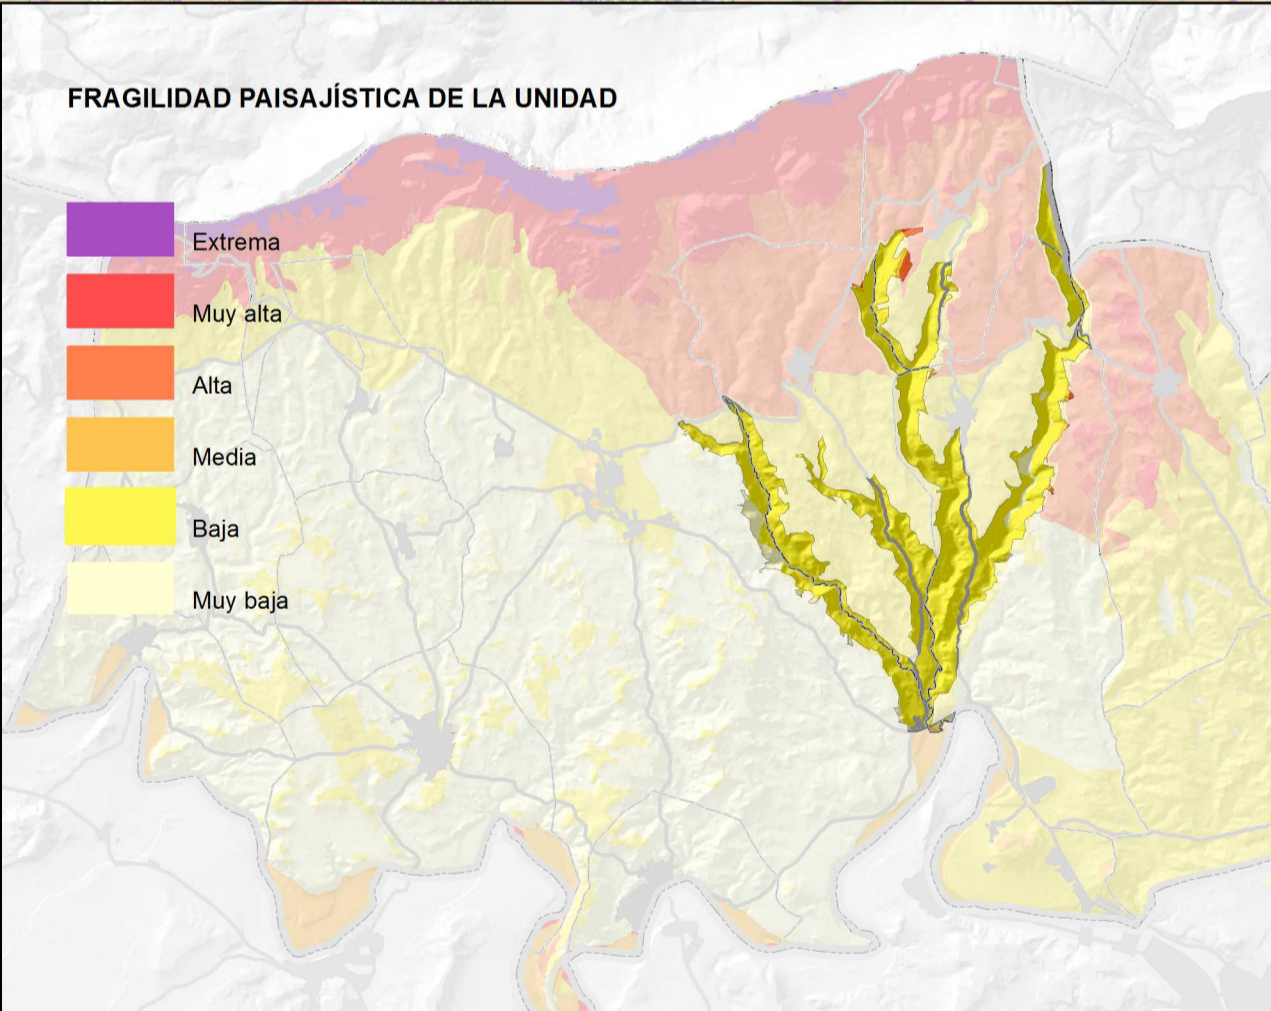 FRAGILIDAD PAISAJÍSTICA DE LA UNIDAD
Extrema
Muy alta
Alta
Media
Baja
Muy baja